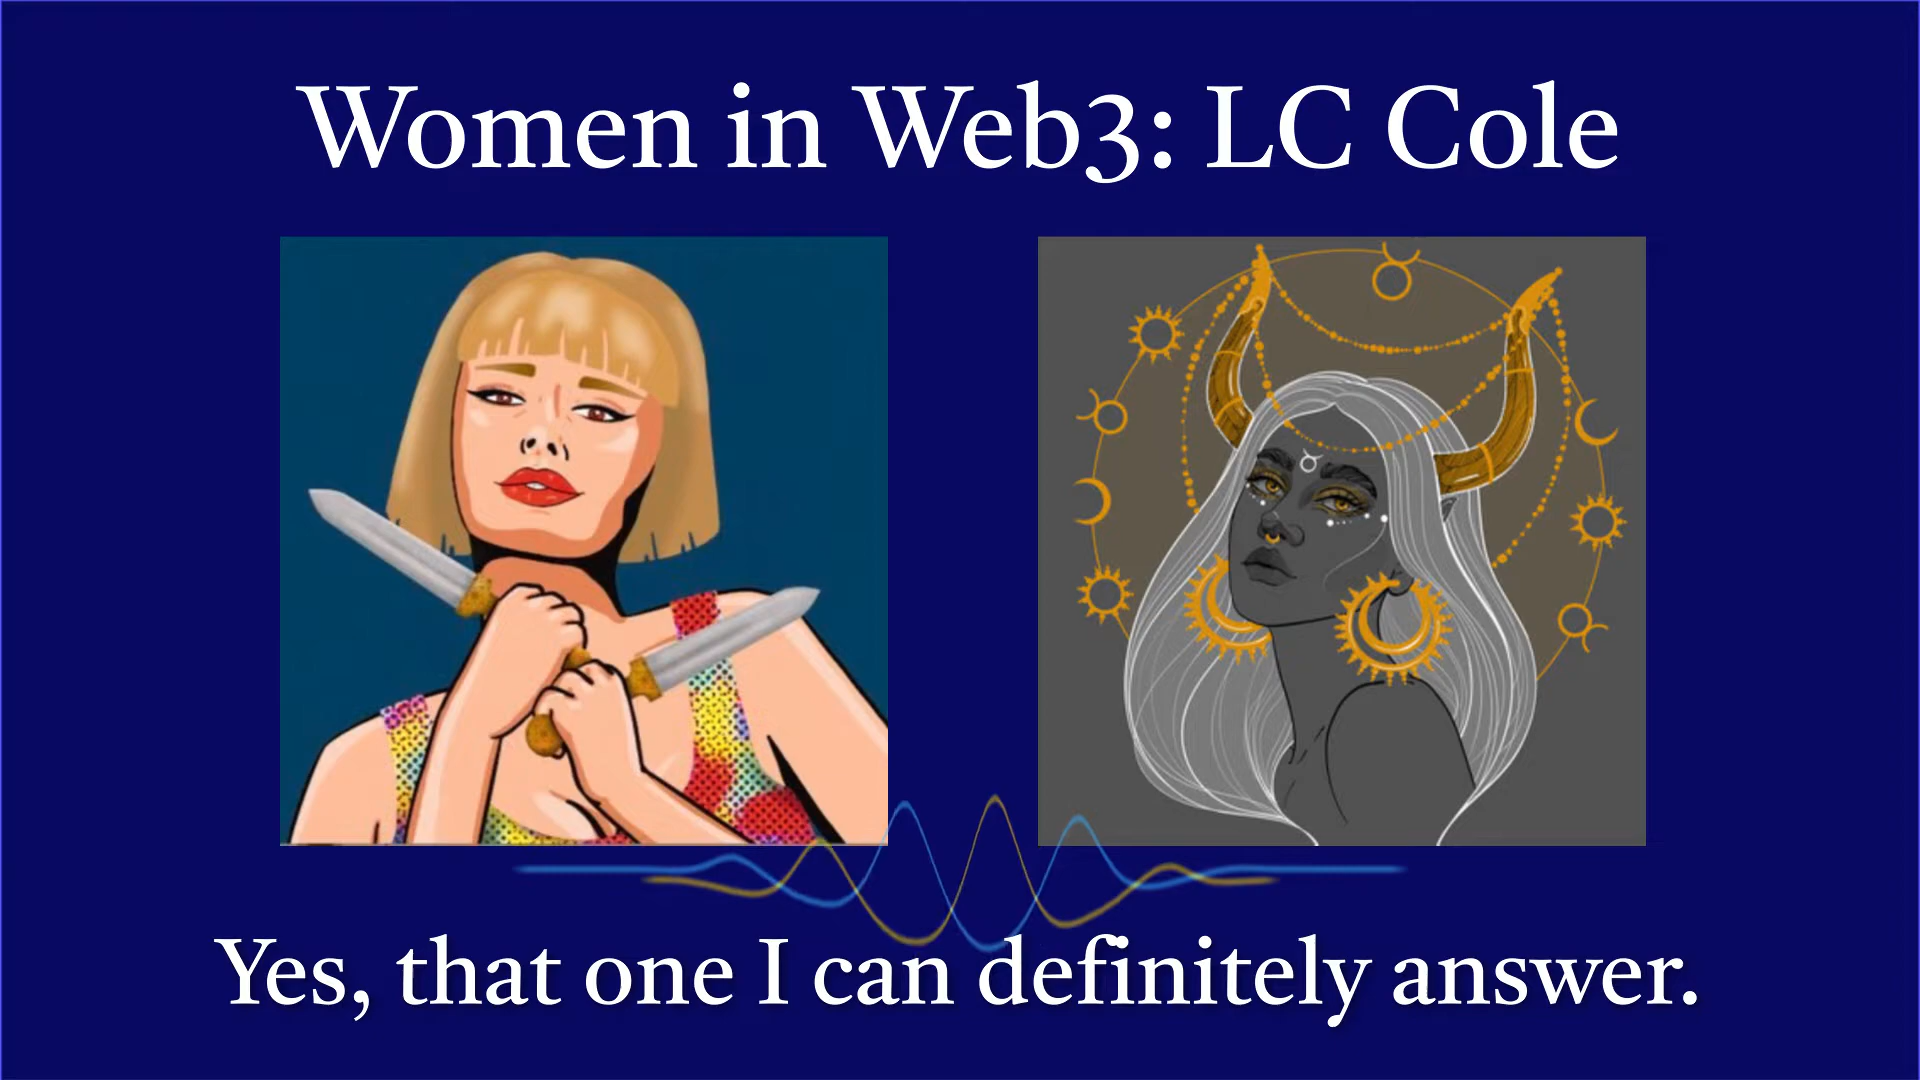 Women in Web3: LC Cole
Yes, that one I can definitely answer.